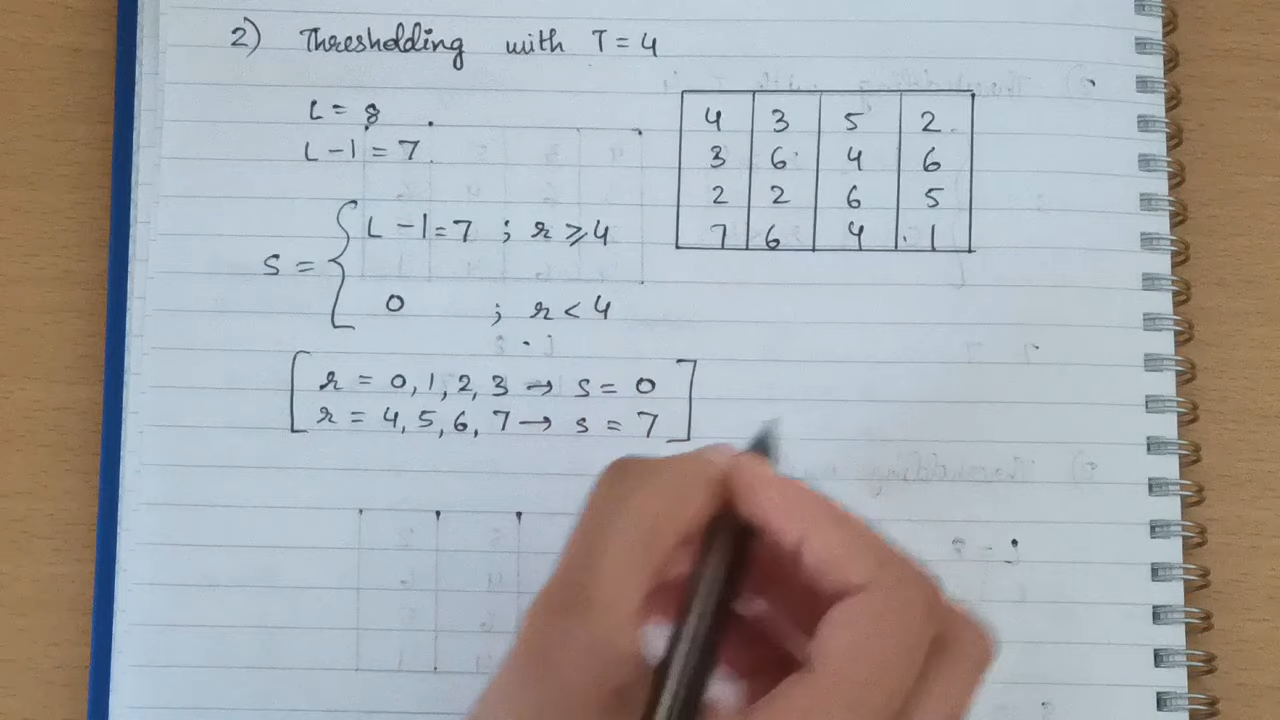 2) Thresholding with T = 4
L = 8
L - 1 = 7
4 3 5 2
3 6 4 6
2 2 6 5
7 6 4 1
s = { L - 1 = 7 ; r ≥ 4
0 ; r < 4
r = 0, 1, 2, 3 → s = 0
r = 4, 5, 6, 7 → s = 7